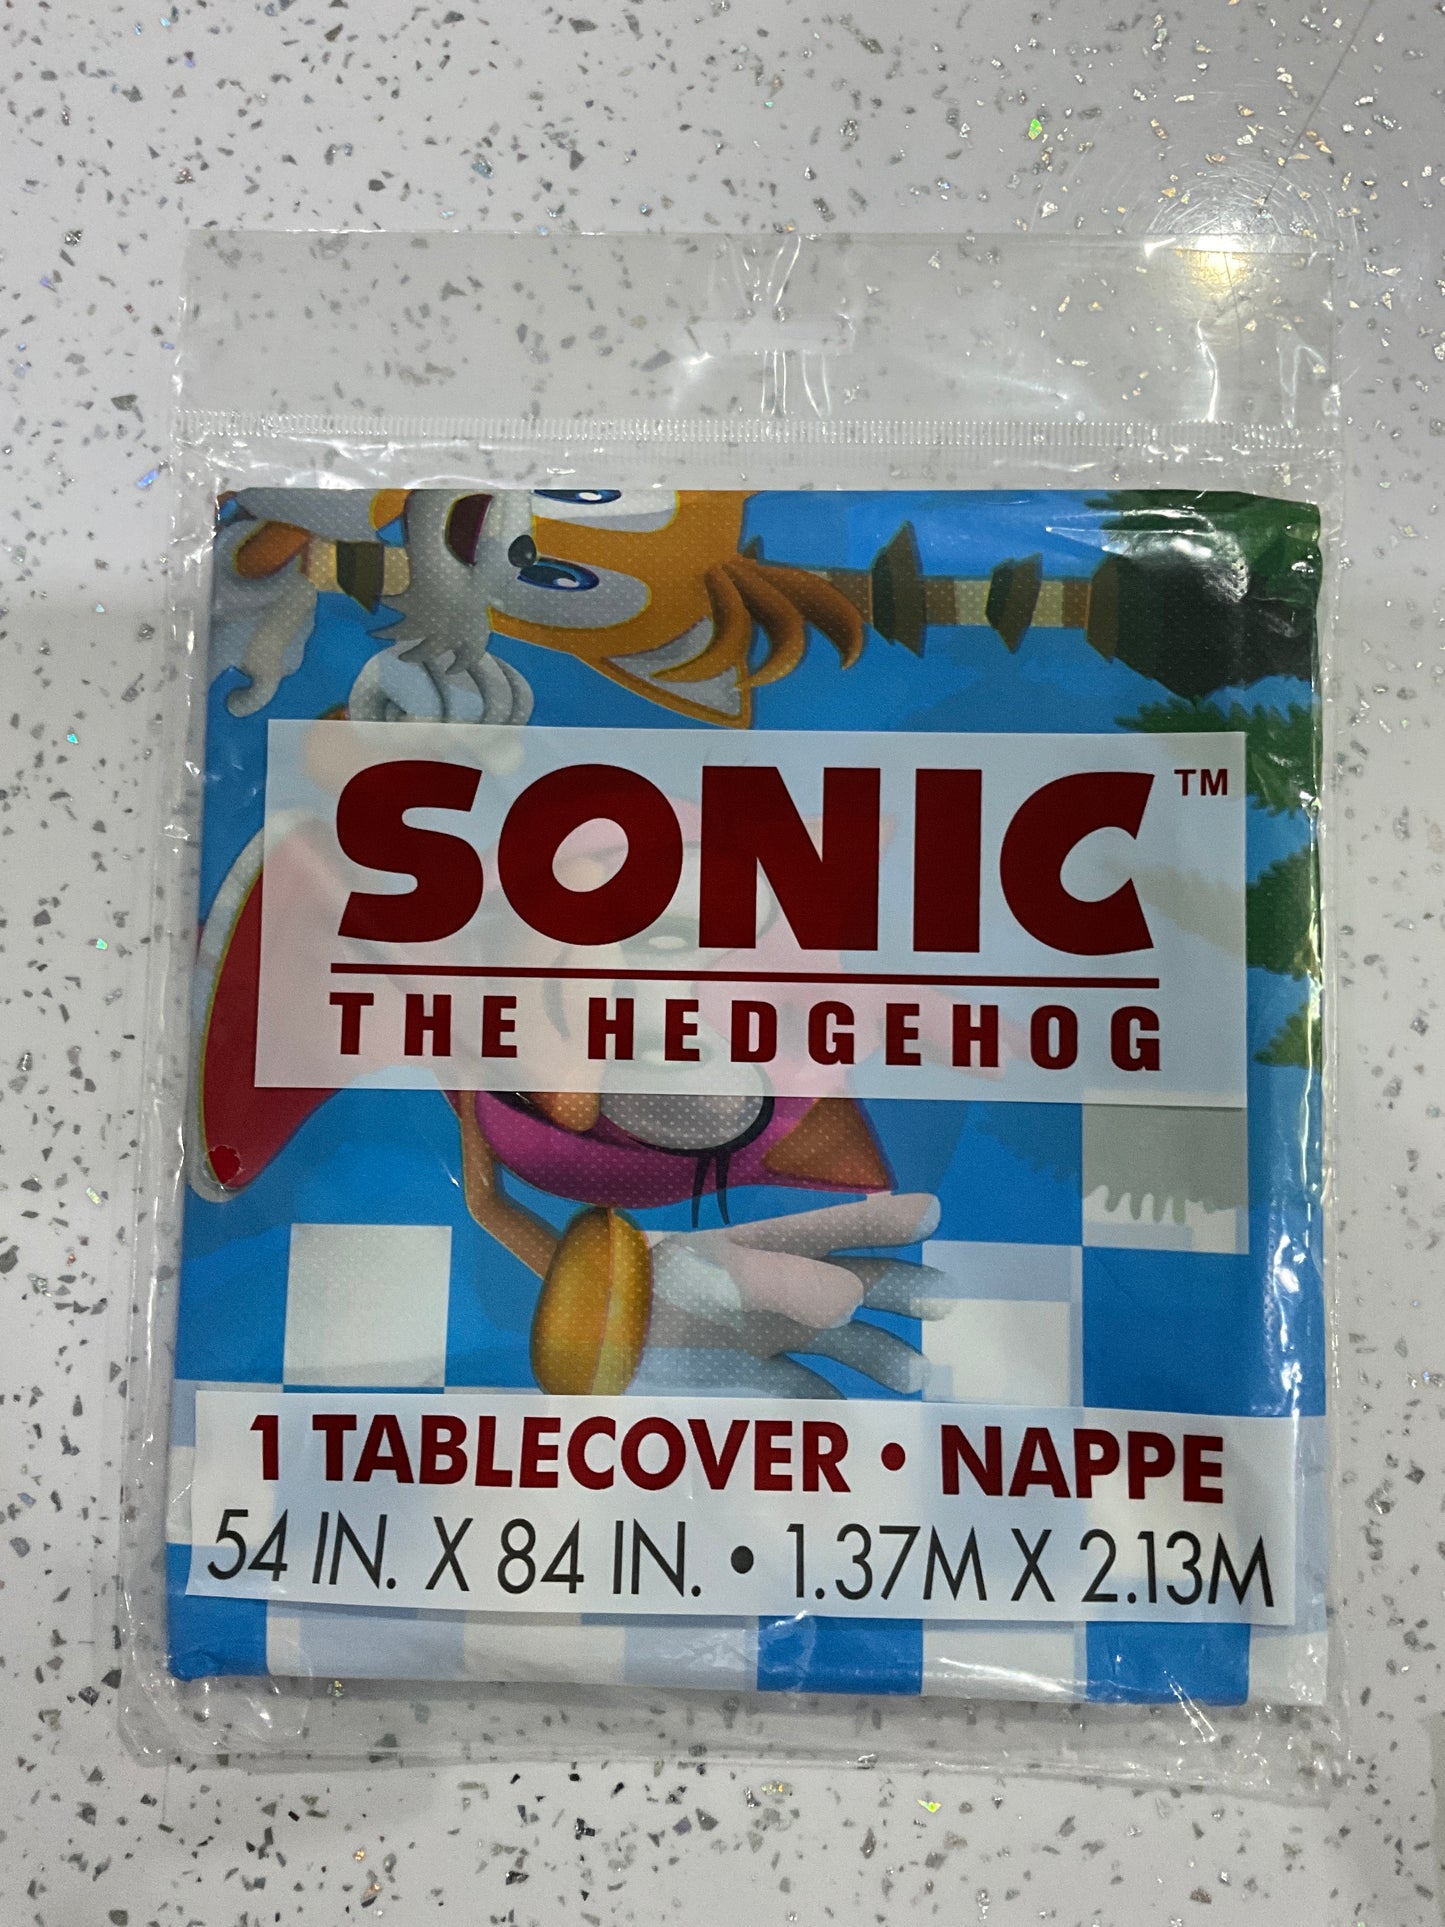 SONIC™
THE HEDGEHOG
1 TABLECOVER • NAPPE
54 IN. X 84 IN. • 1.37M X 2.13M